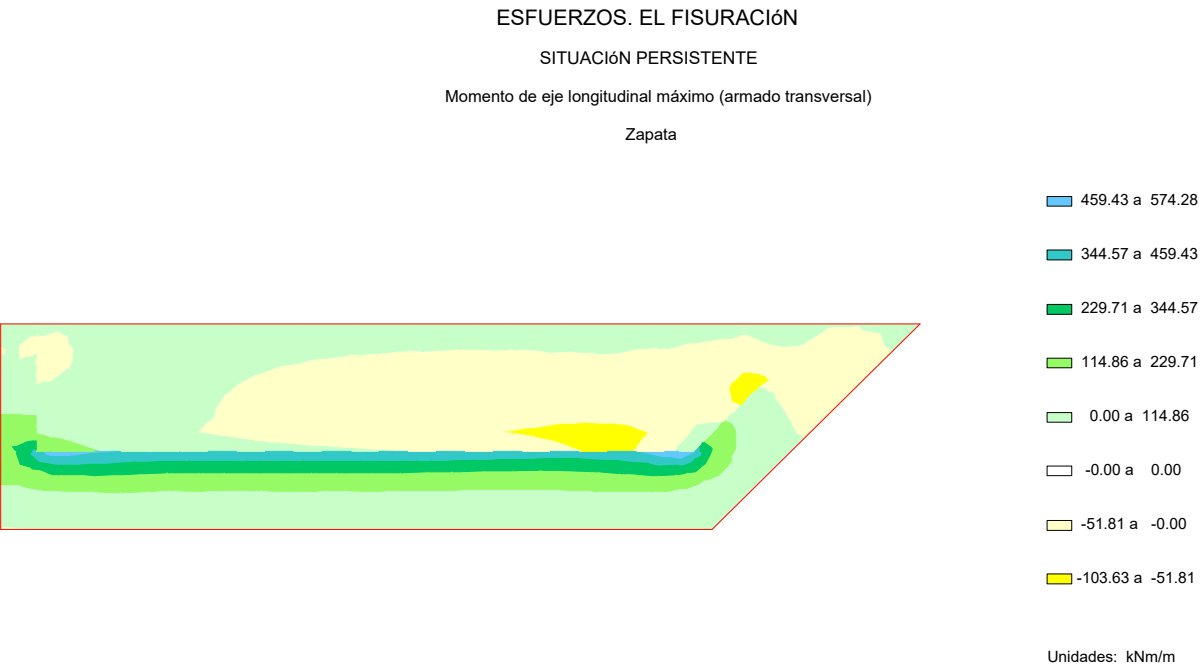 ESFUERZOS. EL FISURACIóN
SITUACIóN PERSISTENTE
Momento de eje longitudinal máximo (armado transversal)
Zapata
459.43 a 574.28
344.57 a 459.43
229.71 a 344.57
114.86 a 229.71
0.00 a 114.86
-0.00 a 0.00
-51.81 a -0.00
-103.63 a -51.81
Unidades: kNm/m